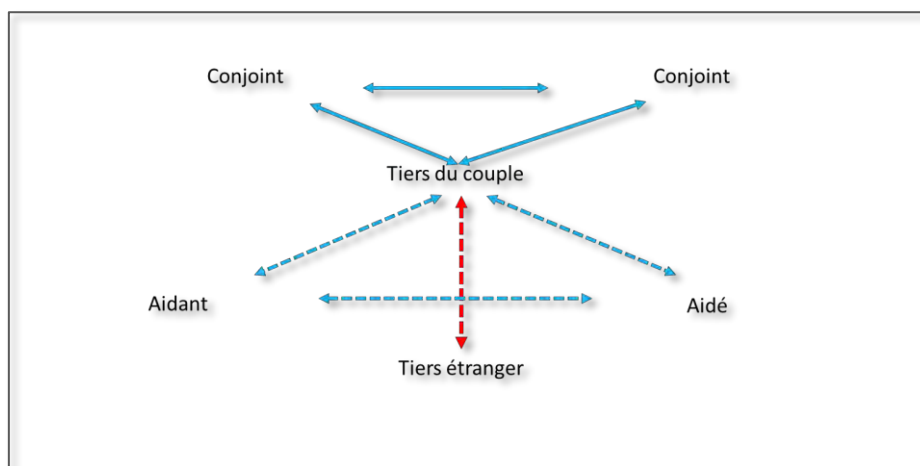 Conjoint
Conjoint
Tiers du couple
Aidant
Aidé
Tiers étranger